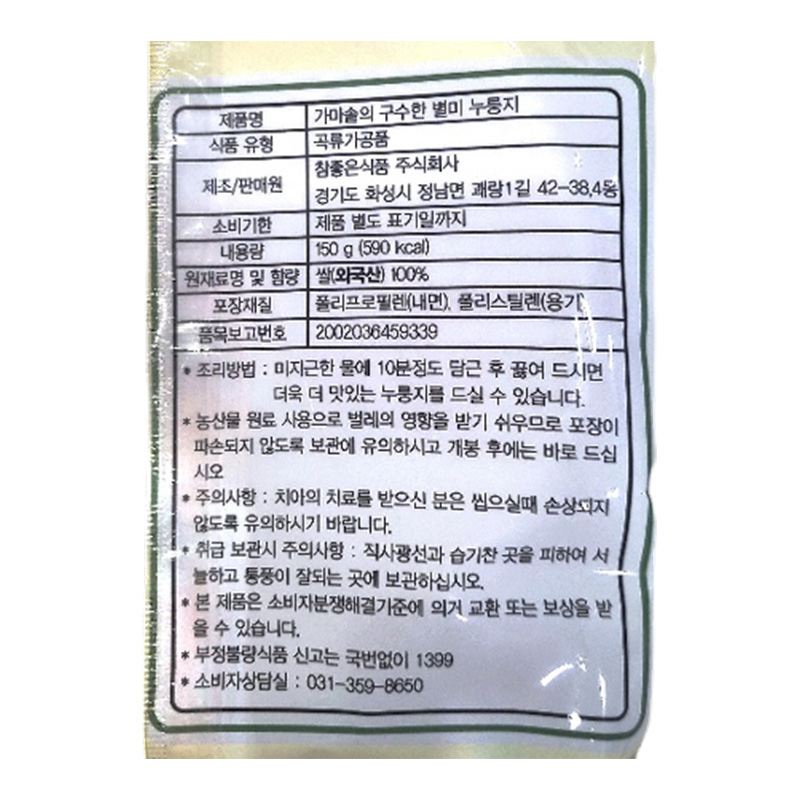 제품명 가마솥의 구수한 별미 누룽지
식품 유형 곡류가공품
제조/판매원 참좋은식품 주식회사
경기도 화성시 정남면 괘랑1길 42-38,4동
소비기한 제품 별도 표기일까지
내용량 150 g (590 kcal)
원재료명 및 함량 쌀(외국산) 100%
포장재질 폴리프로필렌(내면), 폴리스틸렌(용기)
품목보고번호 2002036459339
* 조리방법 : 미지근한 물에 10분정도 담근 후 끓여 드시면
더욱 더 맛있는 누룽지를 드실 수 있습니다.
* 농산물 원료 사용으로 벌레의 영향을 받기 쉬우므로 포장이
파손되지 않도록 보관에 유의하시고 개봉 후에는 바로 드십
시오
* 주의사항 : 치아의 치료를 받으신 분은 씹으실때 손상되지
않도록 유의하시기 바랍니다.
* 취급 보관시 주의사항 : 직사광선과 습기찬 곳을 피하여 서
늘하고 통풍이 잘되는 곳에 보관하십시오.
* 본 제품은 소비자분쟁해결기준에 의거 교환 또는 보상을 받
을 수 있습니다.
* 부정불량식품 신고는 국번없이 1399
* 소비자상담실 : 031-359-8650